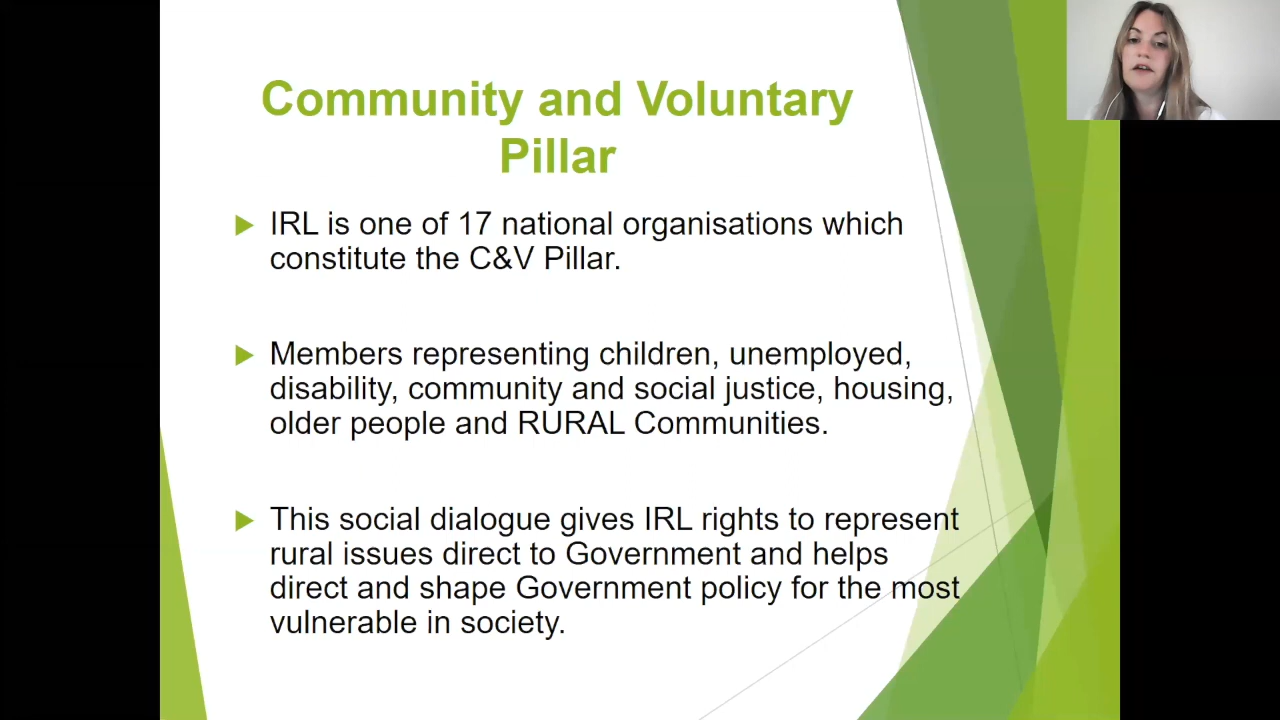 Community and Voluntary
Pillar
IRL is one of 17 national organisations which
constitute the C&V Pillar.
Members representing children, unemployed,
disability, community and social justice, housing,
older people and RURAL Communities.
This social dialogue gives IRL rights to represent
rural issues direct to Government and helps
direct and shape Government policy for the most
vulnerable in society.